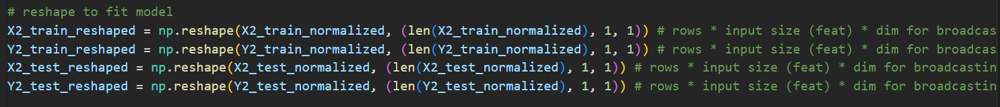 # reshape to fit model
X2_train_reshaped = np.reshape(X2_train_normalized, (len(X2_train_normalized), 1, 1)) # rows * input size (feat) * dim for broadcas
Y2_train_reshaped = np.reshape(Y2_train_normalized, (len(Y2_train_normalized), 1, 1)) # rows * input size (feat) * dim for broadcas
X2_test_reshaped = np.reshape(X2_test_normalized, (len(X2_test_normalized), 1, 1)) # rows * input size (feat) * dim for broadcastin
Y2_test_reshaped = np.reshape(Y2_test_normalized, (len(Y2_test_normalized), 1, 1)) # rows * input size (feat) * dim for broadcastin